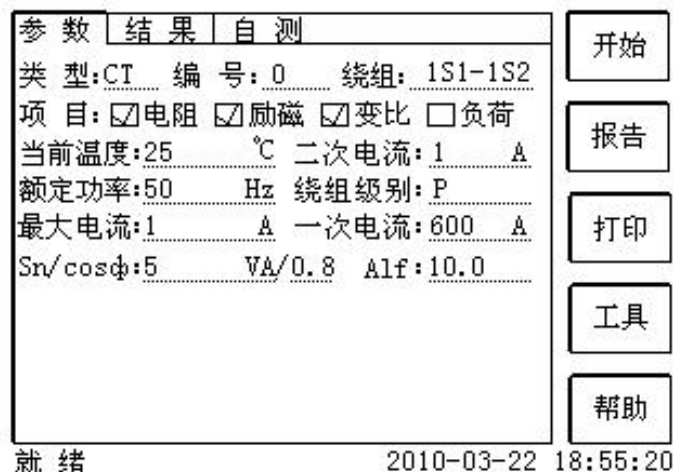 参 数 结 果 自 测
类 型:CT 编 号:0 绕组:1S1-1S2
项 目:☑电阻 ☑励磁 ☑变比 ☐负荷
当前温度:25 ℃ 二次电流:1 A
额定功率:50 Hz 绕组级别:P
最大电流:1 A 一次电流:600 A
Sn/cosф:5 VA/0.8 Alf:10.0
开始
报告
打印
工具
帮助
就 绪 2010-03-22 18:55:20